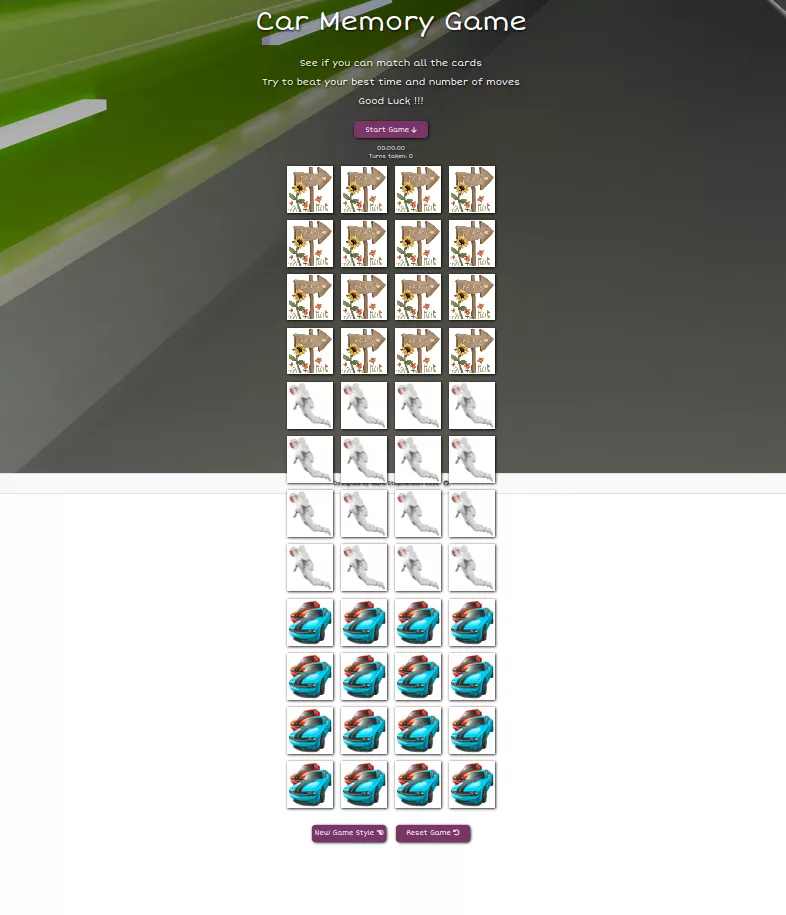 Car Memory Game
See if you can match all the cards
Try to beat your best time and number of moves
Good Luck !!!
Start Game
00:00:00
Turns taken: 0
New Game Style
Reset Game